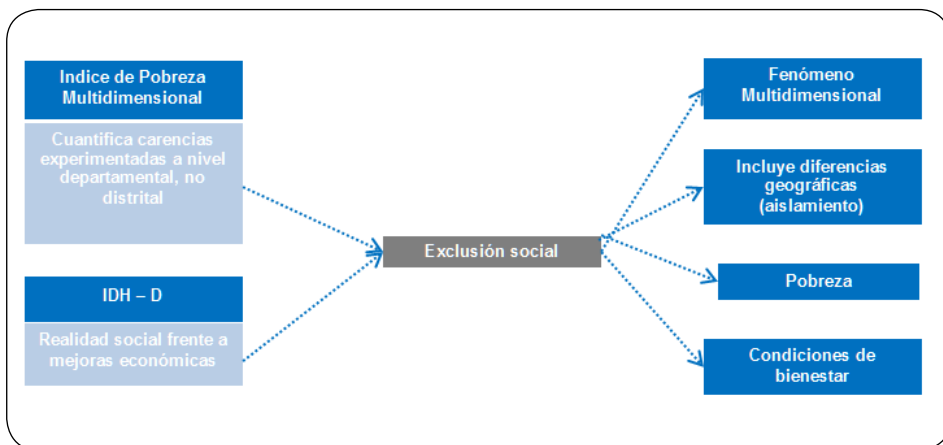 Indice de Pobreza
Multidimensional
Cuantifica carencias
experimentadas a nivel
departamental, no
distrital
IDH – D
Realidad social frente a
mejoras económicas
Exclusión social
Fenómeno
Multidimensional
Incluye diferencias
geográficas
(aislamiento)
Pobreza
Condiciones de
bienestar